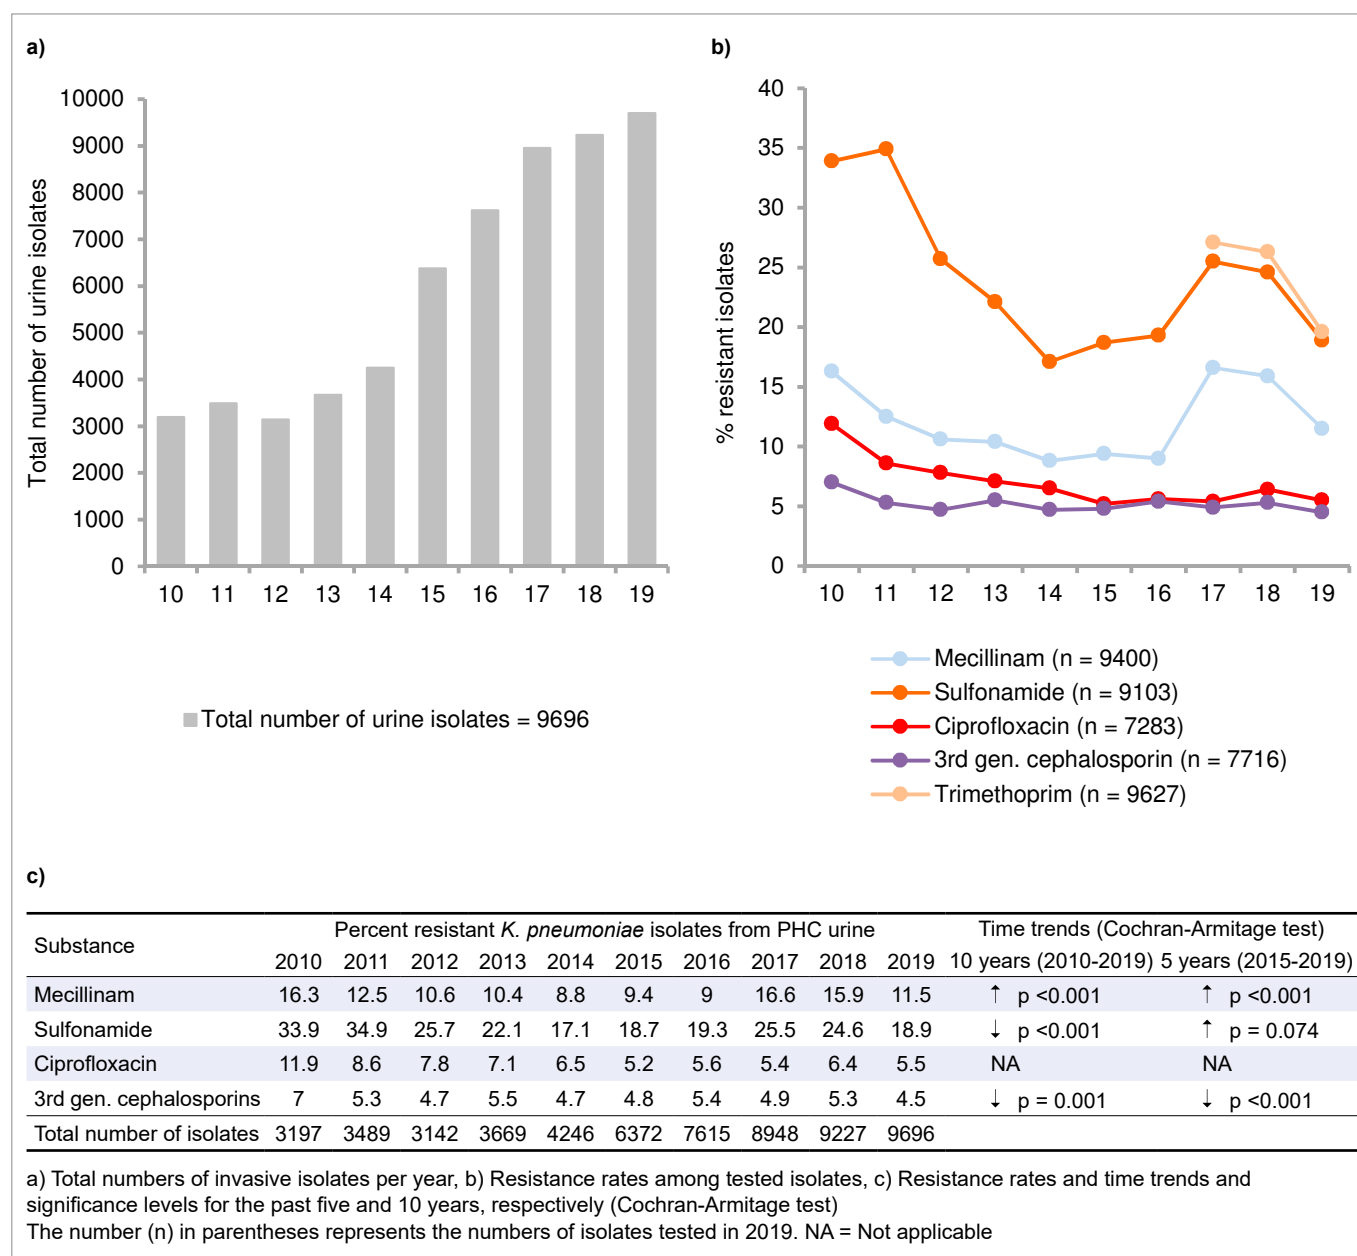 a)
Total number of urine isolates
10000
9000
8000
7000
6000
5000
4000
3000
2000
1000
0
10 11 12 13 14 15 16 17 18 19
Total number of urine isolates = 9696
b)
% resistant isolates
40
35
30
25
20
15
10
5
0
10 11 12 13 14 15 16 17 18 19
Mecillinam (n = 9400)
Sulfonamide (n = 9103)
Ciprofloxacin (n = 7283)
3rd gen. cephalosporin (n = 7716)
Trimethoprim (n = 9627)
c)
Substance Percent resistant K. pneumoniae isolates from PHC urine Time trends (Cochran-Armitage test)
2010 2011 2012 2013 2014 2015 2016 2017 2018 2019 10 years (2010-2019) 5 years (2015-2019)
Mecillinam 16.3 12.5 10.6 10.4 8.8 9.4 9 16.6 15.9 11.5 ↑ p <0.001 ↑ p <0.001
Sulfonamide 33.9 34.9 25.7 22.1 17.1 18.7 19.3 25.5 24.6 18.9 ↓ p <0.001 ↑ p = 0.074
Ciprofloxacin 11.9 8.6 7.8 7.1 6.5 5.2 5.6 5.4 6.4 5.5 NA NA
3rd gen. cephalosporins 7 5.3 4.7 5.5 4.7 4.8 5.4 4.9 5.3 4.5 ↓ p = 0.001 ↓ p <0.001
Total number of isolates 3197 3489 3142 3669 4246 6372 7615 8948 9227 9696
a) Total numbers of invasive isolates per year, b) Resistance rates among tested isolates, c) Resistance rates and time trends and
significance levels for the past five and 10 years, respectively (Cochran-Armitage test)
The number (n) in parentheses represents the numbers of isolates tested in 2019. NA = Not applicable